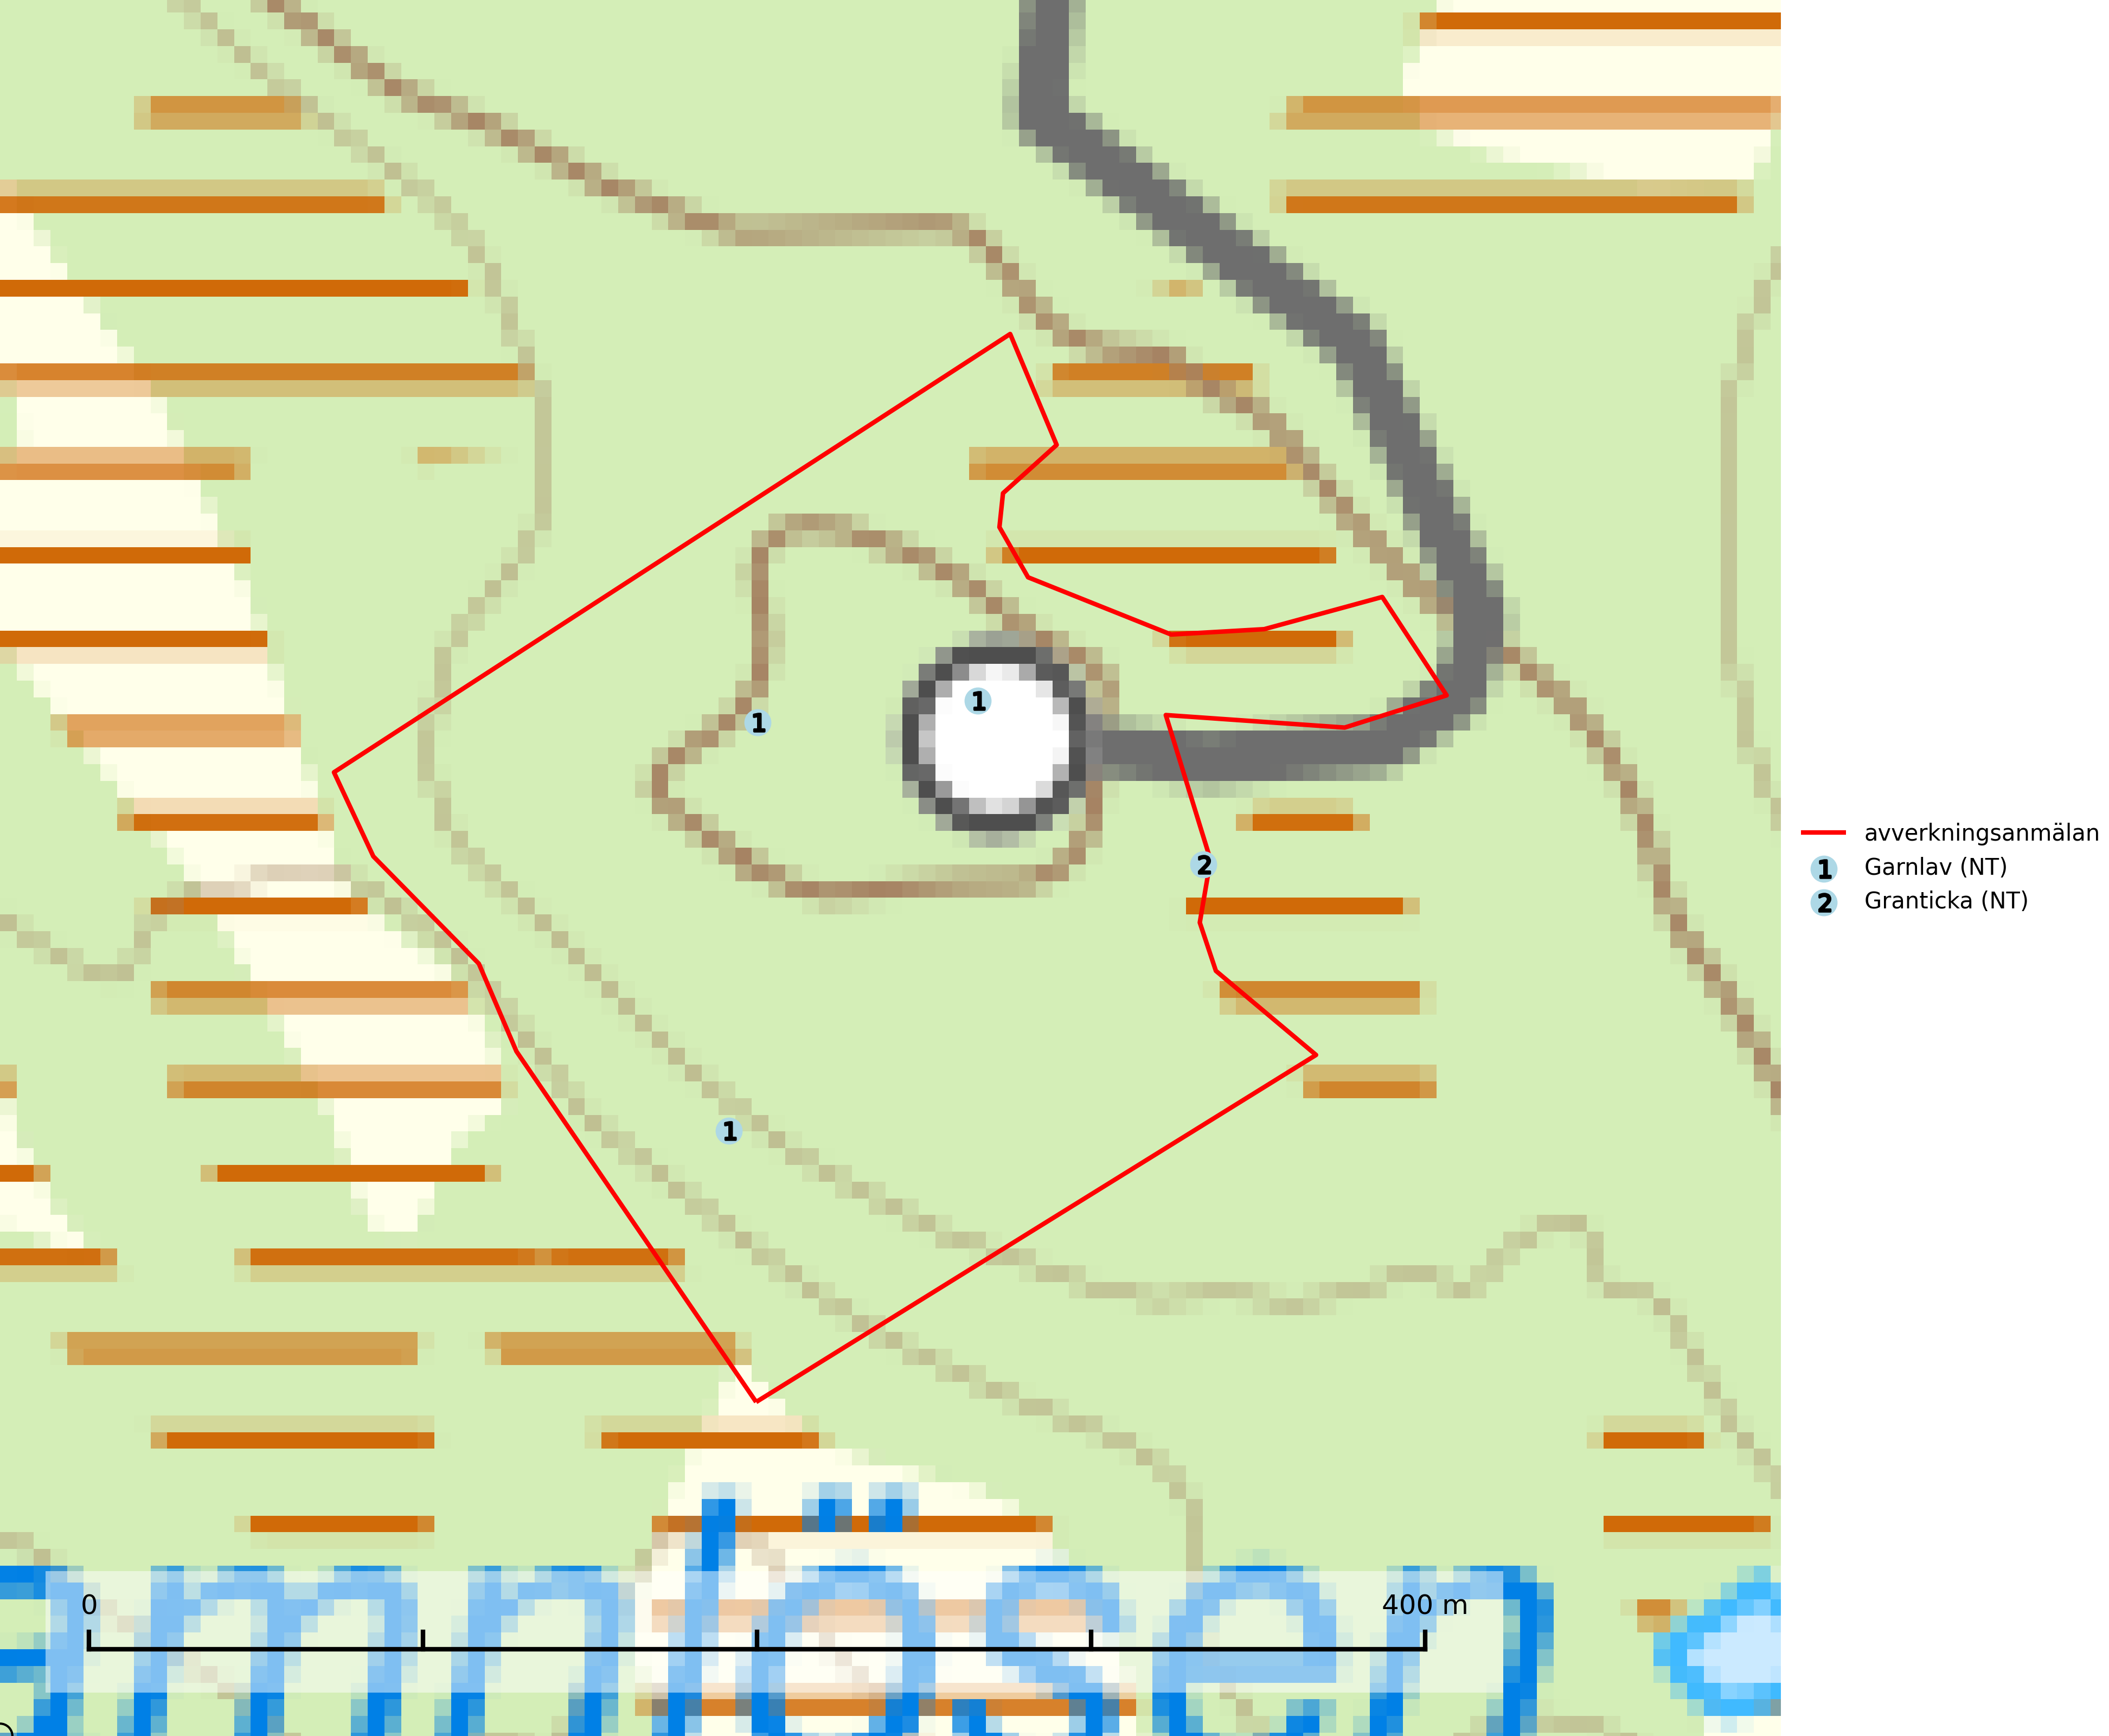 1
1
2
1
avverkningsanmälan
1 Garnlav (NT)
2 Granticka (NT)
0 400 m